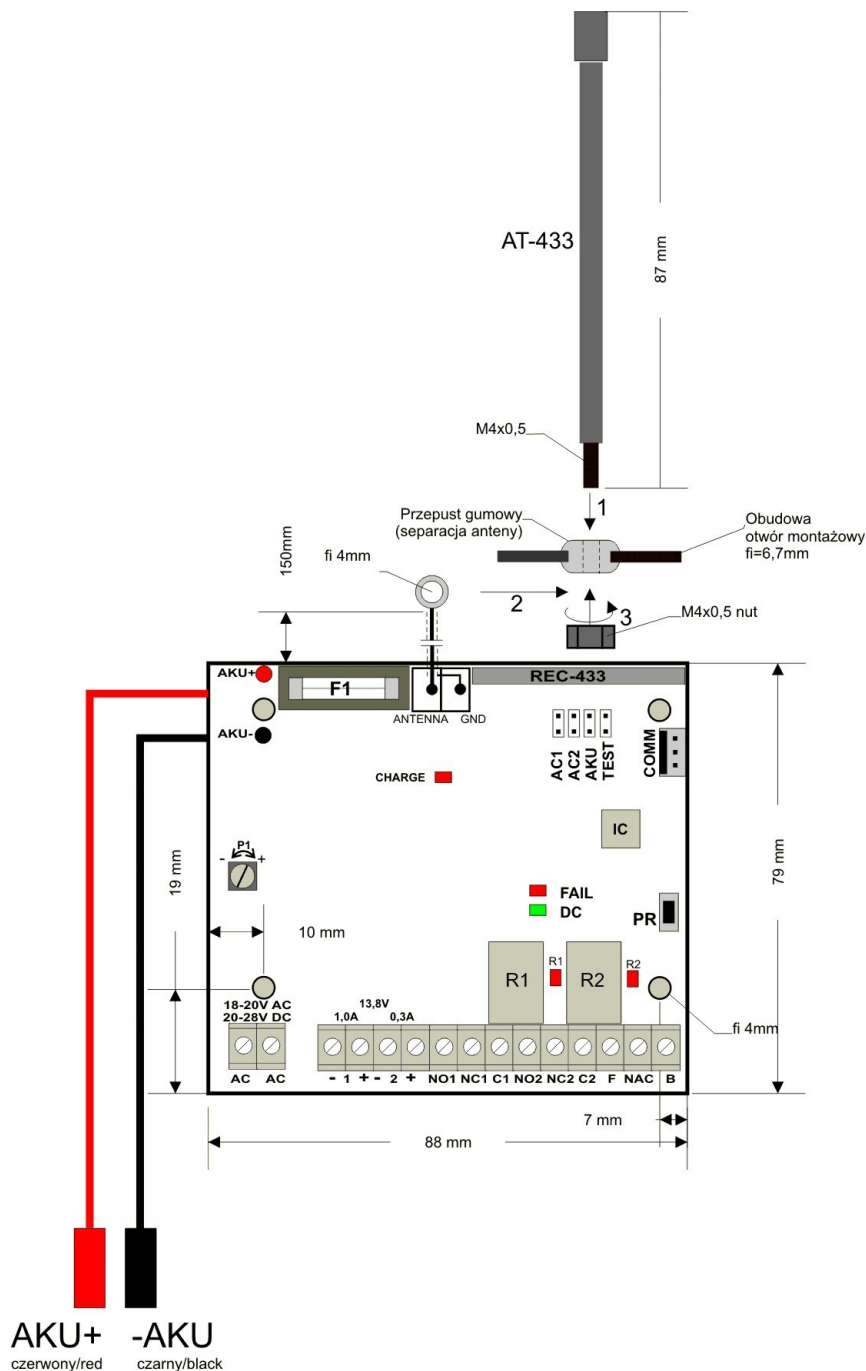 AT-433
87 mm
M4x0,5
1
Przepust gumowy
(separacja anteny)
Obudowa
otwór montażowy
fi=6,7mm
150mm
fi 4mm
2
3
M4x0,5 nut
AKU+
F1
REC-433
ANTENNA
GND
AKU-
AC1
AC2
AKU
TEST
COMM
CHARGE
IC
P1
- +
19 mm
79 mm
FAIL
DC
PR
10 mm
R1
R1
R2
R2
18-20V AC
20-28V DC
13,8V
1,0A 0,3A
fi 4mm
AC AC
- 1 + - 2 + NO1 NC1 C1 NO2 NC2 C2 F NAC B
7 mm
88 mm
AKU+ -AKU
czerwony/red czarny/black